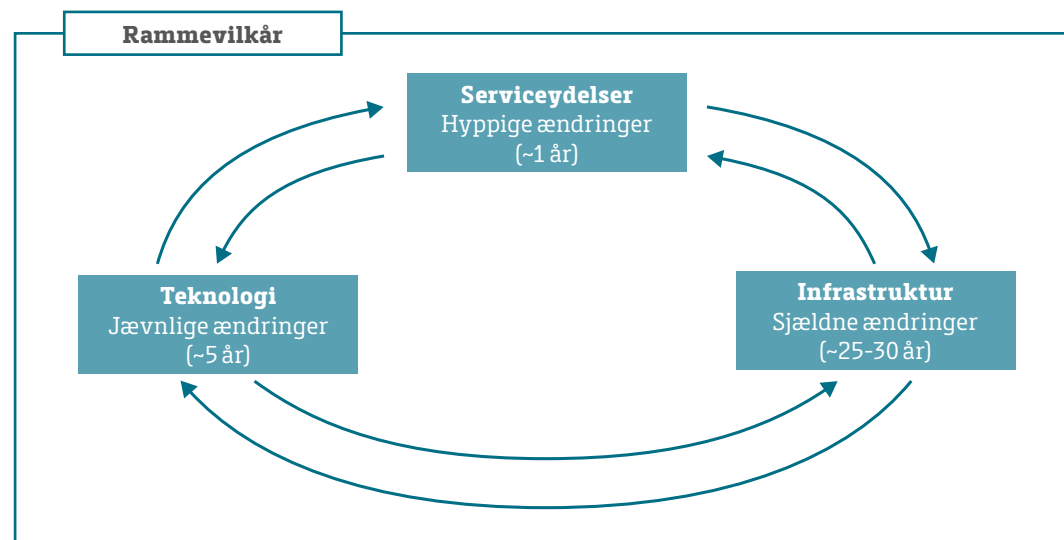 Rammevilkår
Serviceydelser
Hyppige ændringer
(~1 år)
Teknologi
Jævnlige ændringer
(~5 år)
Infrastruktur
Sjældne ændringer
(~25-30 år)